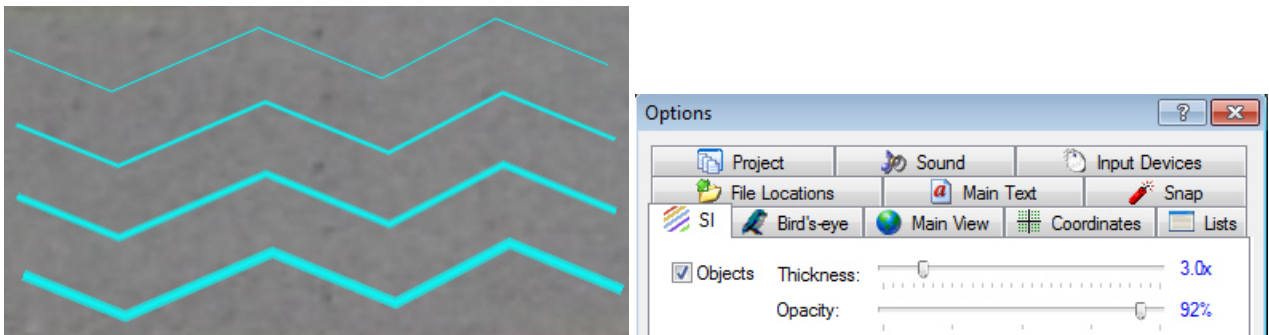 Options
Project Sound Input Devices
File Locations a Main Text Snap
SI Bird's-eye Main View Coordinates Lists
Objects Thickness: 3.0x
Opacity: 92%